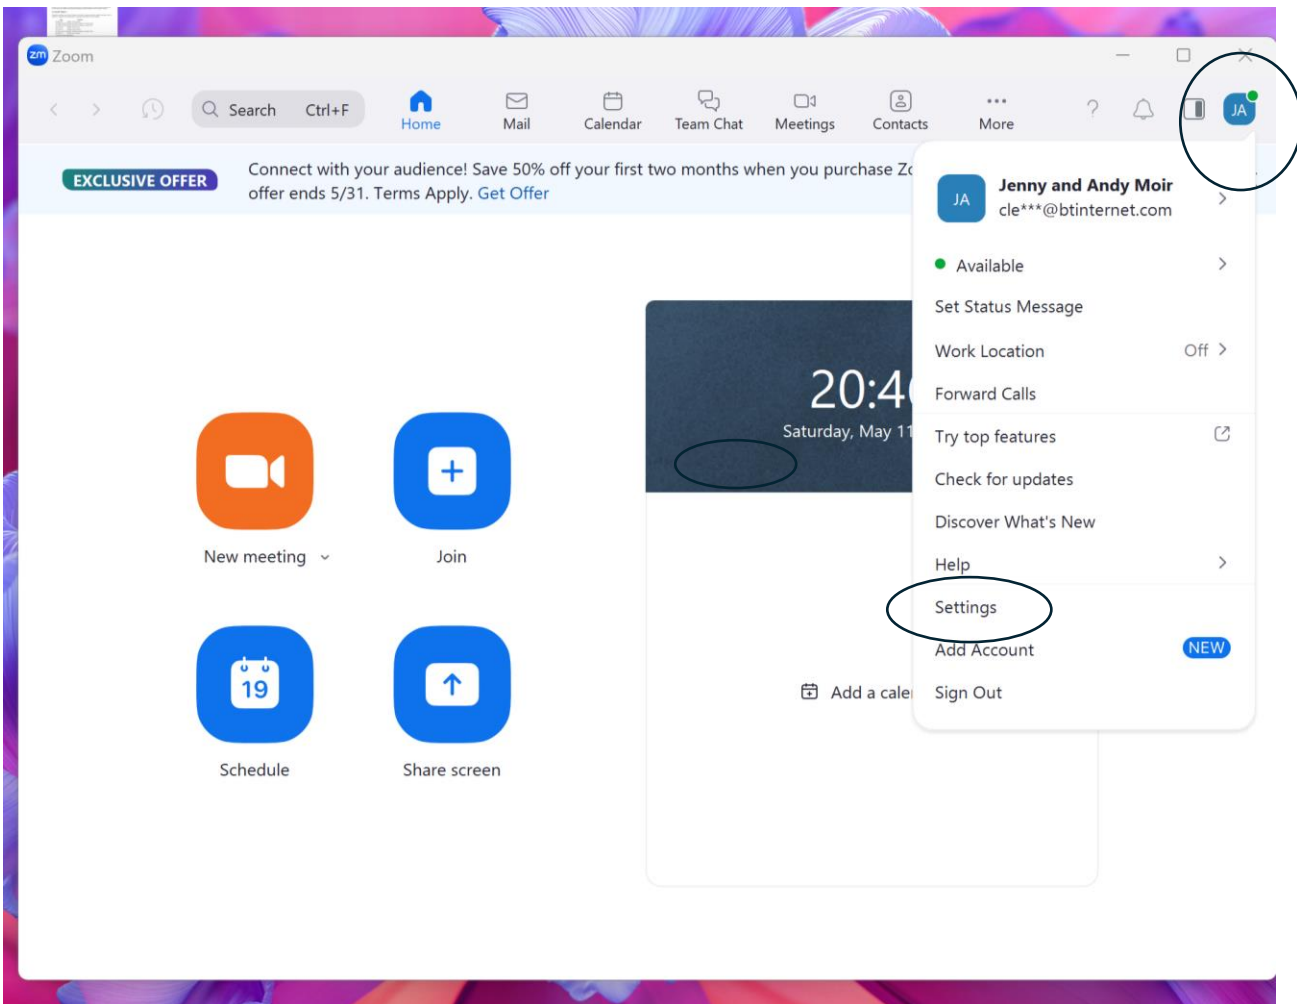 zm Zoom
Search Ctrl+F
Home
Mail
Calendar
Team Chat
Meetings
Contacts
More
?
JA
EXCLUSIVE OFFER
Connect with your audience! Save 50% off your first two months when you purchase
offer ends 5/31. Terms Apply. Get Offer
JA
Jenny and Andy Moir
cle***@btinternet.com
Available
Set Status Message
Work Location Off
Forward Calls
Try top features
Check for updates
Discover What's New
Help
Settings
Add Account NEW
Sign Out
20:4
Saturday, May 11
New meeting
Join
19
Schedule
Share screen
Add a